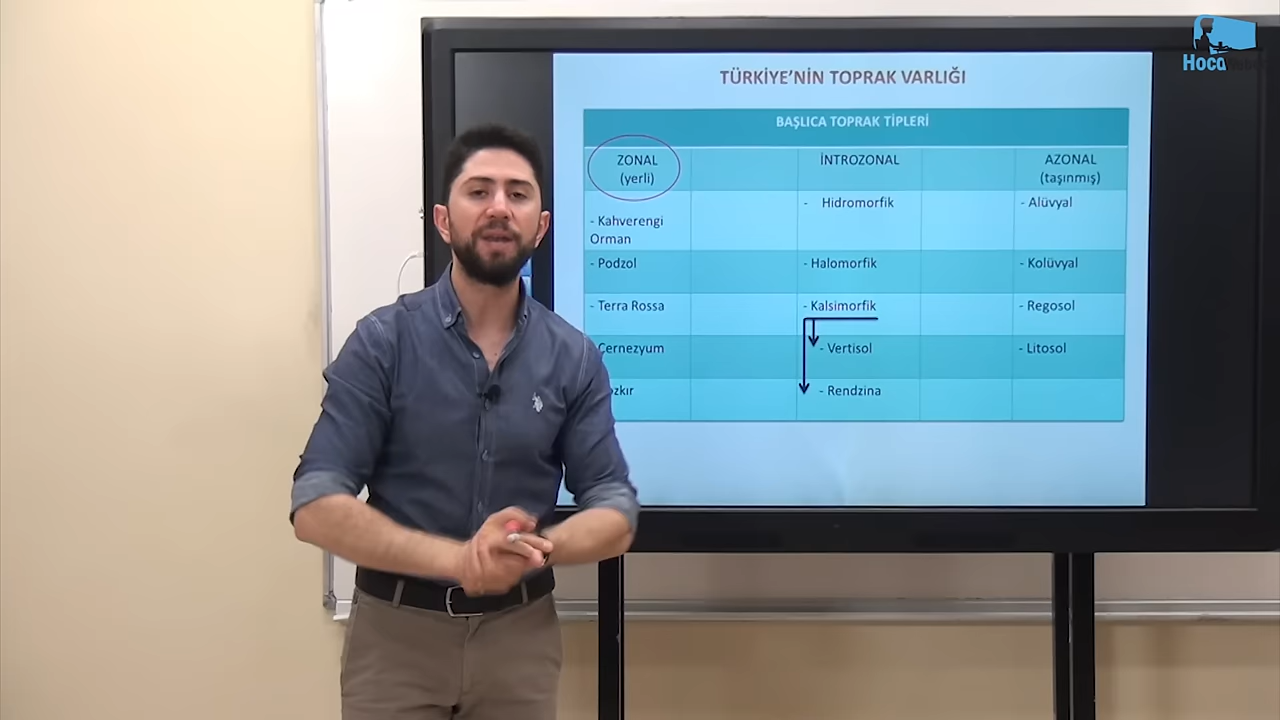 Hoca
TÜRKİYE'NİN TOPRAK VARLIĞI
BAŞLICA TOPRAK TİPLERİ
ZONAL
(yerli)
İNTROZONAL
AZONAL
(taşınmış)
- Kahverengi
Orman
- Hidromorfik
- Alüvyal
- Podzol
- Halomorfik
- Kolüvyal
- Terra Rossa
- Kalsimorfik
- Regosol
Çernezyum
- Vertisol
- Litosol
- Rendzina